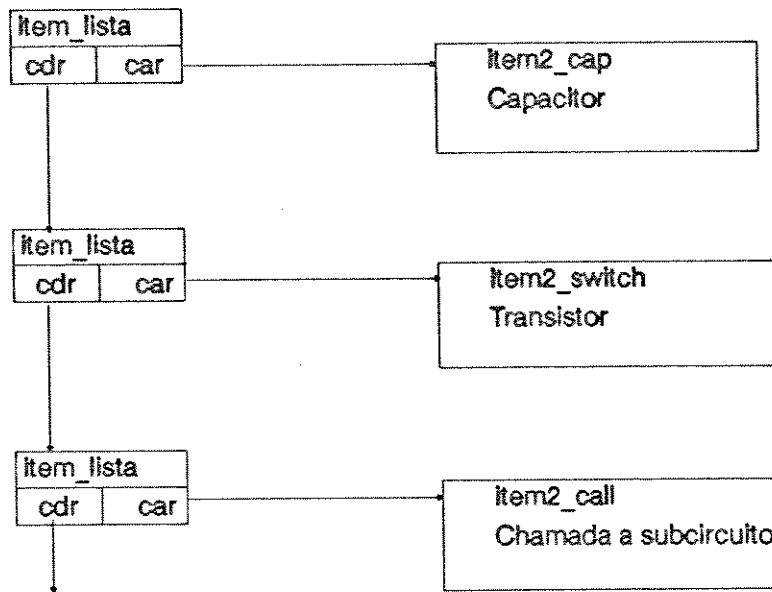 item_lista
cdr car
item2_cap
Capacitor
item_lista
cdr car
item2_switch
Transistor
item_lista
cdr car
item2_call
Chamada a subcircuito